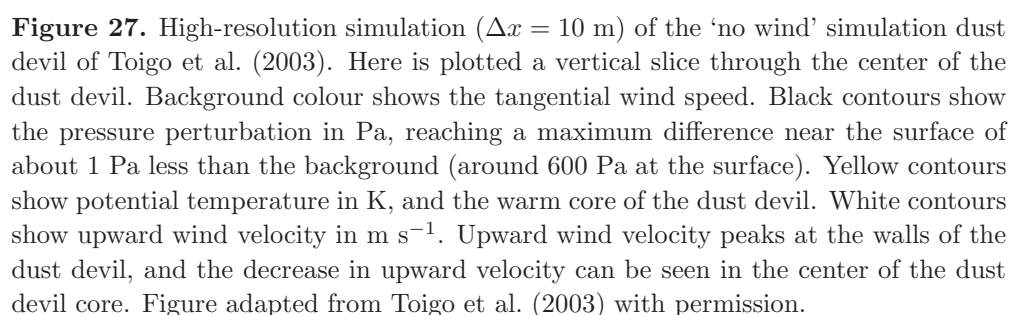 Figure 27. High-resolution simulation (Δx = 10 m) of the ‘no wind’ simulation dust
devil of Toigo et al. (2003). Here is plotted a vertical slice through the center of the
dust devil. Background colour shows the tangential wind speed. Black contours show
the pressure perturbation in Pa, reaching a maximum difference near the surface of
about 1 Pa less than the background (around 600 Pa at the surface). Yellow contours
show potential temperature in K, and the warm core of the dust devil. White contours
show upward wind velocity in m s⁻¹. Upward wind velocity peaks at the walls of the
dust devil, and the decrease in upward velocity can be seen in the center of the dust
devil core. Figure adapted from Toigo et al. (2003) with permission.